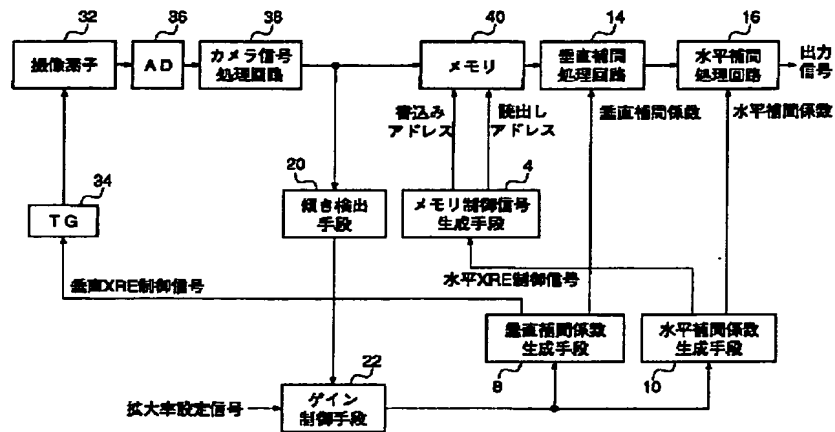 32
36
38
40
14
16
撮像素子
AD
カメラ信号
処理回路
メモリ
垂直補間
処理回路
水平補間
処理回路
出力
信号
書込み
アドレス
読出し
アドレス
垂直補間係数
水平補間係数
20
4
34
TG
傾き検出
手段
メモリ制御信号
生成手段
垂直XRE制御信号
水平XRE制御信号
垂直補間係数
生成手段
水平補間係数
生成手段
8
10
22
拡大率設定信号
ゲイン
制御手段